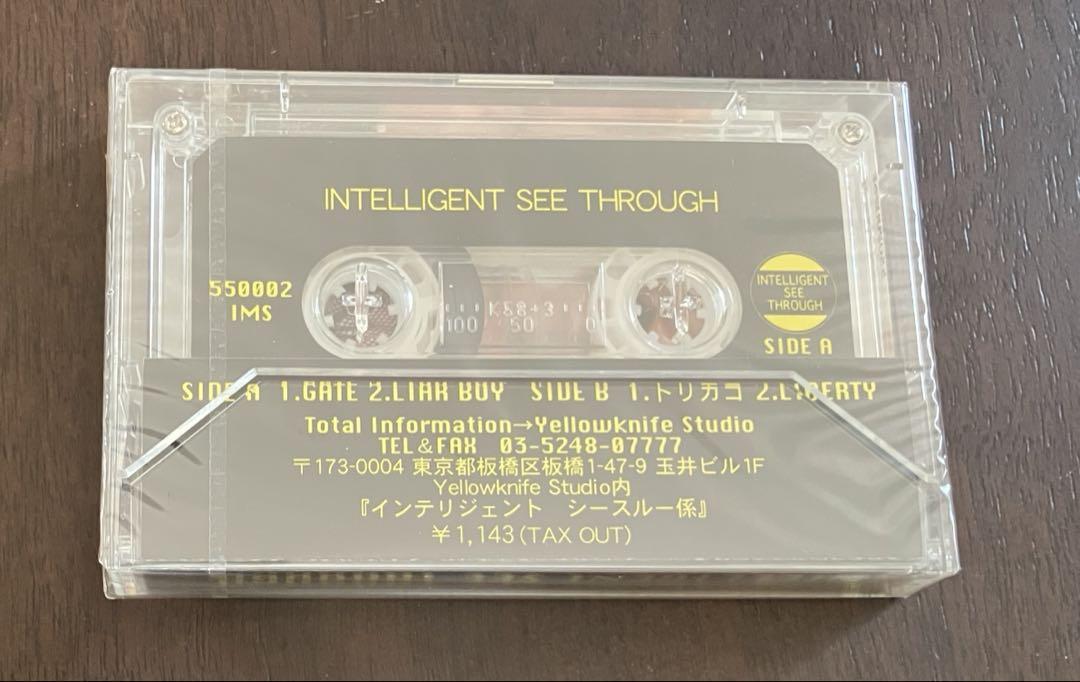 INTELLIGENT SEE THROUGH
550002
IMS
K58+3
100 50 0
INTELLIGENT
SEE
THROUGH
SIDE A
SIDE A 1.GATE 2.LIAR BOY SIDE B 1.トリカゴ 2.LIBERTY
Total Information→Yellowknife Studio
TEL&FAX 03-5248-07777
〒173-0004 東京都板橋区板橋1-47-9 玉井ビル1F
Yellowknife Studio内
『インテリジェント シースルー係』
¥1,143(TAX OUT)